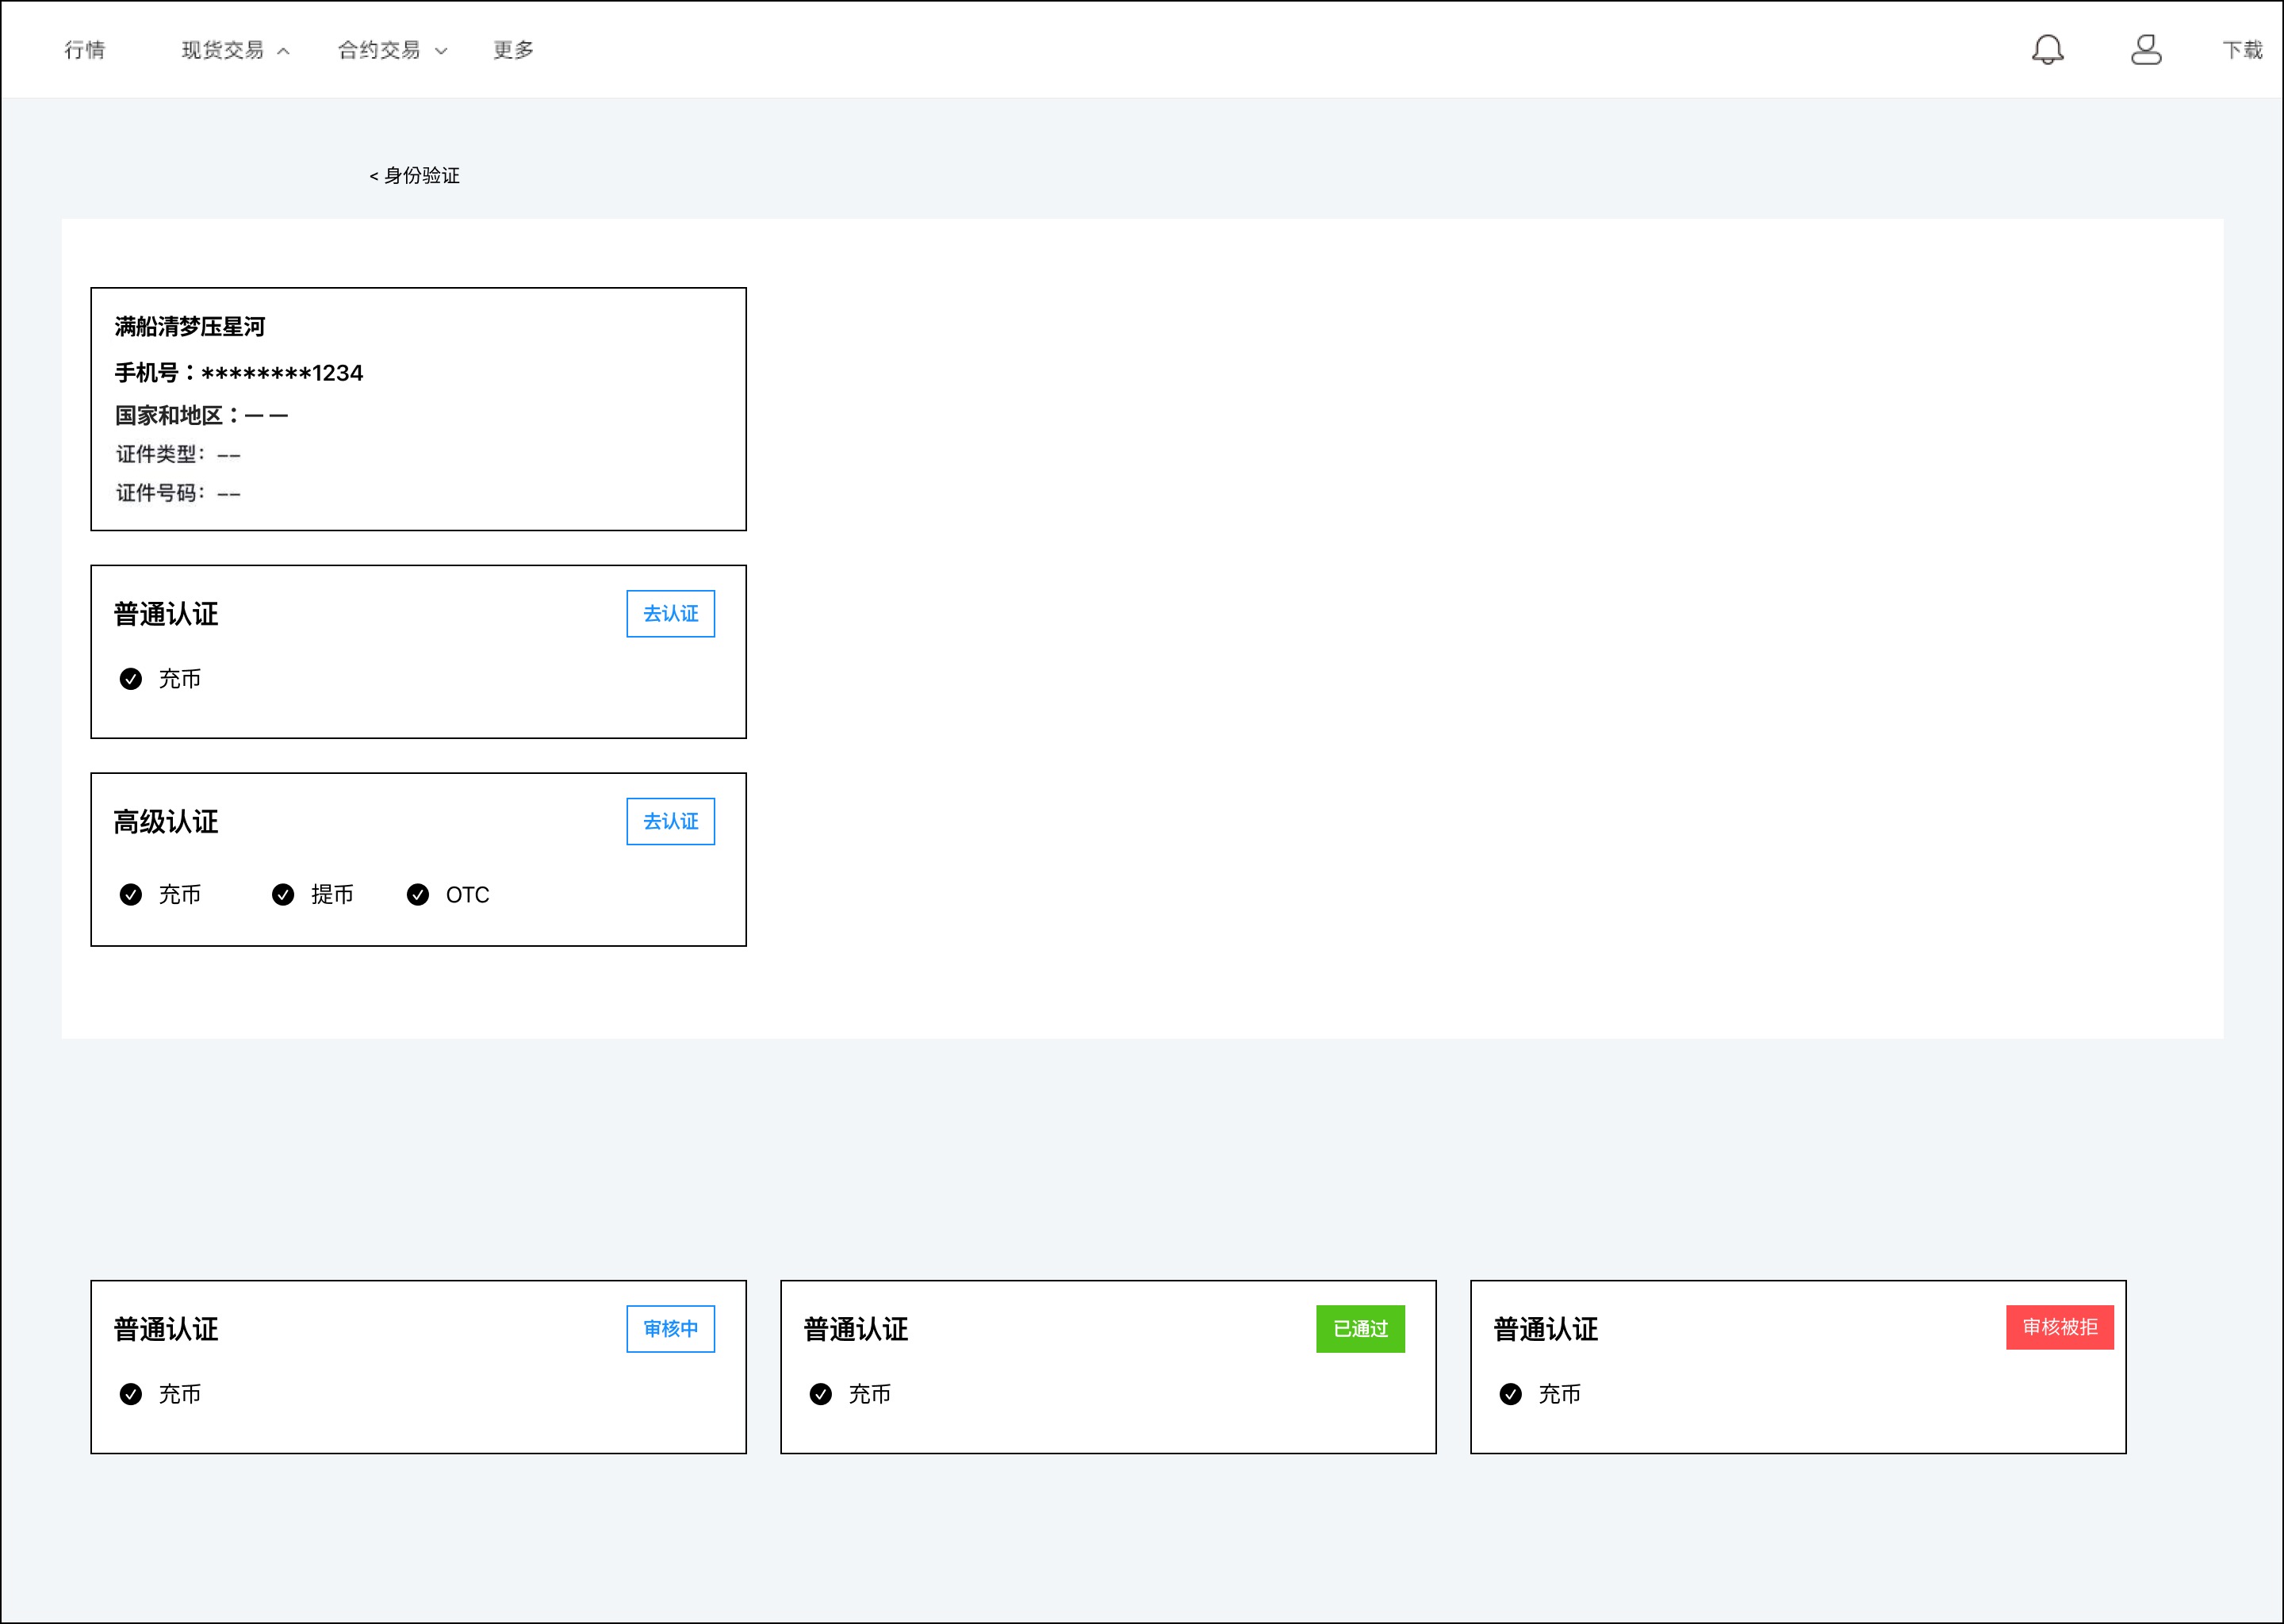 行情 现货交易 合约交易 更多 下载
< 身份验证
满船清梦压星河
手机号：********1234
国家和地区：— —
证件类型：--
证件号码：--
普通认证 去认证
充币
高级认证 去认证
充币 提币 OTC
普通认证 审核中
充币
普通认证 已通过
充币
普通认证 审核被拒
充币